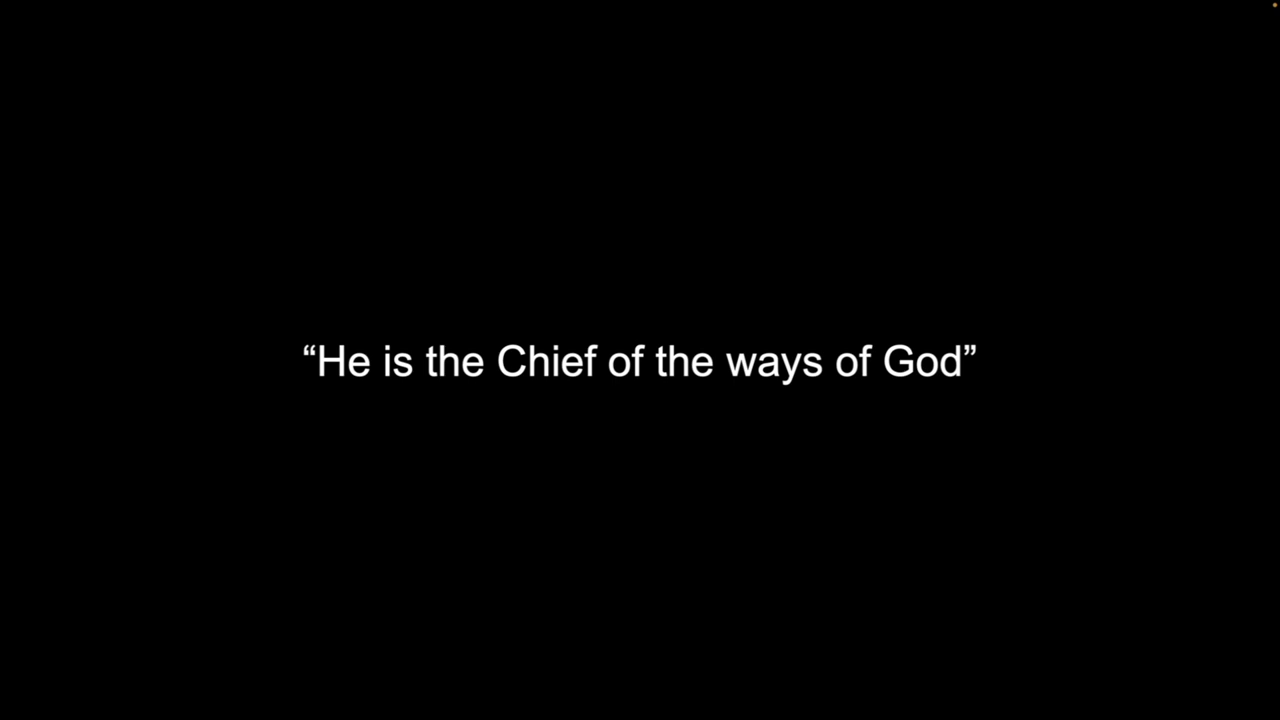 “He is the Chief of the ways of God”